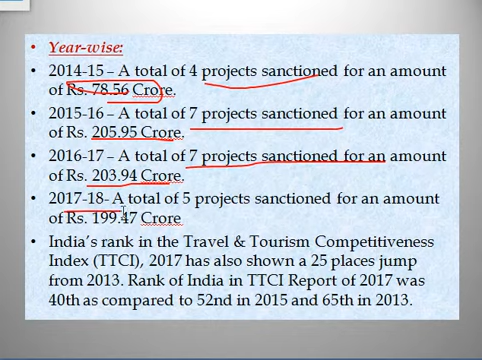 Year-wise:
2014-15 – A total of 4 projects sanctioned for an amount
of Rs. 78.56 Crore.
2015-16 – A total of 7 projects sanctioned for an amount
of Rs. 205.95 Crore.
2016-17 – A total of 7 projects sanctioned for an amount
of Rs. 203.94 Crore.
2017-18- A total of 5 projects sanctioned for an amount
of Rs. 199.47 Crore
India's rank in the Travel & Tourism Competitiveness
Index (TTCI), 2017 has also shown a 25 places jump
from 2013. Rank of India in TTCI Report of 2017 was
40th as compared to 52nd in 2015 and 65th in 2013.